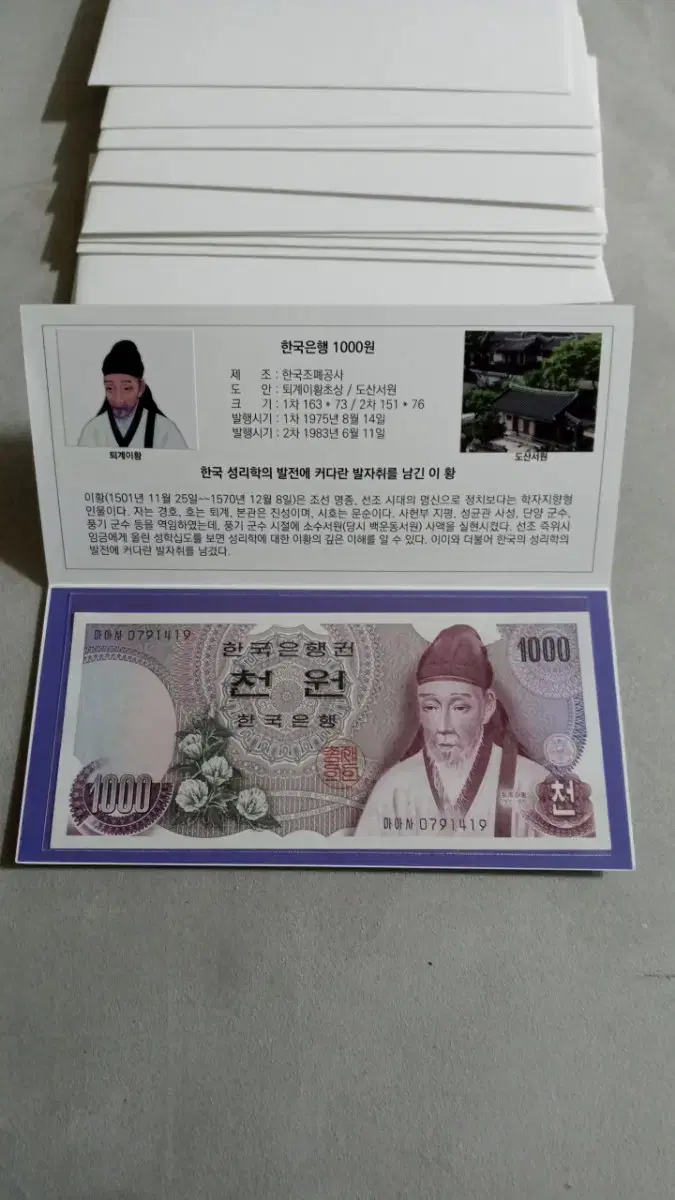 한국은행 1000원
제 조 : 한국조폐공사
도 안 : 퇴계이황초상 / 도산서원
크 기 : 1차 163 * 73 / 2차 151 * 76
발행시기 : 1차 1975년 8월 14일
발행시기 : 2차 1983년 6월 11일
퇴계이황
도산서원
한국 성리학의 발전에 커다란 발자취를 남긴 이 황
이황(1501년 11월 25일~~1570년 12월 8일)은 조선 명종, 선조 시대의 명신으로 정치보다는 학자지향형
인물이다. 자는 경호, 호는 퇴계, 본관은 진성이며, 시호는 문순이다. 사헌부 지평, 성균관 사성, 단양 군수,
풍기 군수 등을 역임하였는데, 풍기 군수 시절에 소수서원(당시 백운동서원) 사액을 실현시켰다. 선조 즉위시
임금에게 올린 성학십도를 보면 성리학에 대한 이황의 깊은 이해를 알 수 있다. 이이와 더불어 한국의 성리학의
발전에 커다란 발자취를 남겼다.
마아사 0791419
한국은행권
1000
천 원
한국은행
1000
퇴계이황
천
마아사 0791419